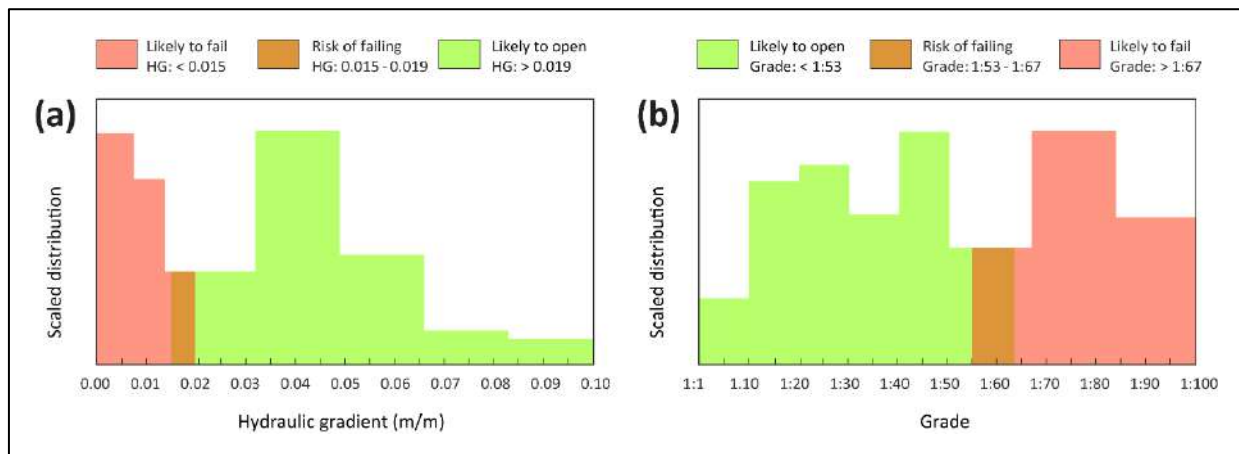 Likely to fail
HG: < 0.015
Risk of failing
HG: 0.015 - 0.019
Likely to open
HG: > 0.019
(a)
Scaled distribution
0.00 0.01 0.02 0.03 0.04 0.05 0.06 0.07 0.08 0.09 0.10
Hydraulic gradient (m/m)
Likely to open
Grade: < 1:53
Risk of failing
Grade: 1:53 - 1:67
Likely to fail
Grade: > 1:67
(b)
Scaled distribution
1:1 1:10 1:20 1:30 1:40 1:50 1:60 1:70 1:80 1:90 1:100
Grade